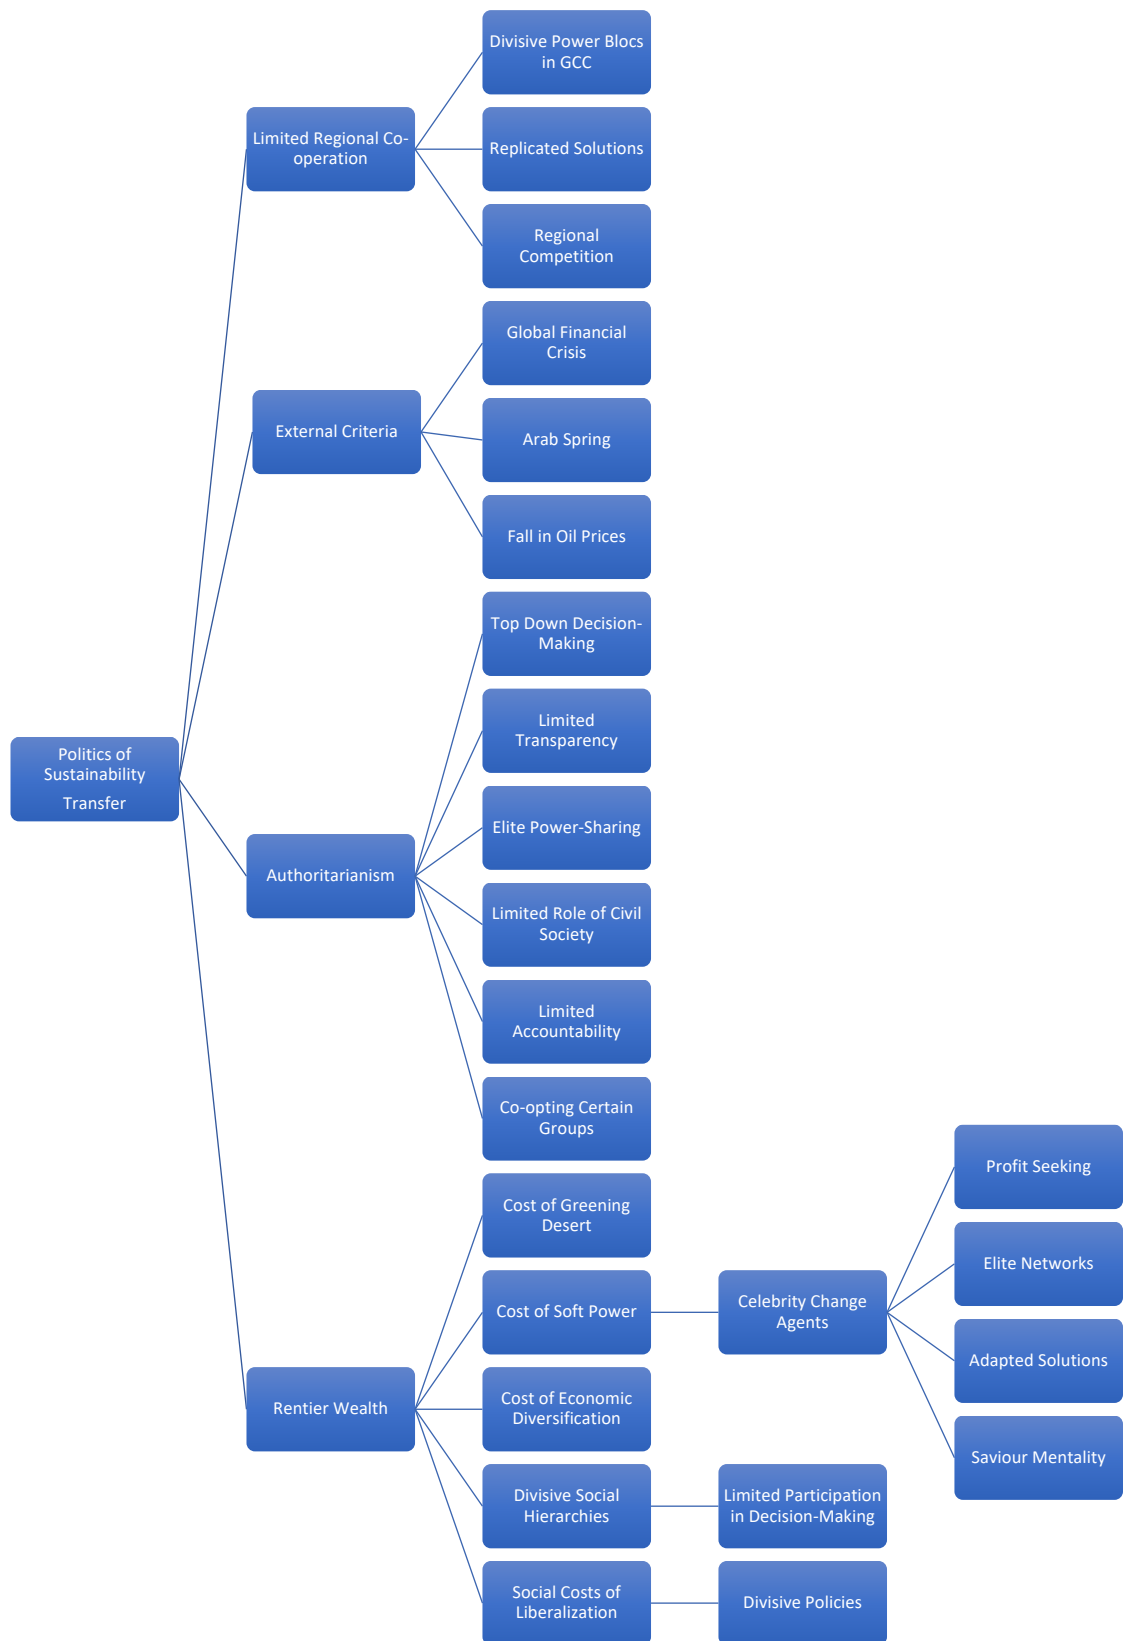 Politics of
Sustainability
Transfer
Limited Regional Co-
operation
Divisive Power Blocs
in GCC
Replicated Solutions
Regional
Competition
External Criteria
Global Financial
Crisis
Arab Spring
Fall in Oil Prices
Authoritarianism
Top Down Decision-
Making
Limited
Transparency
Elite Power-Sharing
Limited Role of Civil
Society
Limited
Accountability
Co-opting Certain
Groups
Rentier Wealth
Cost of Greening
Desert
Cost of Soft Power
Celebrity Change
Agents
Profit Seeking
Elite Networks
Adapted Solutions
Saviour Mentality
Cost of Economic
Diversification
Divisive Social
Hierarchies
Limited Participation
in Decision-Making
Social Costs of
Liberalization
Divisive Policies